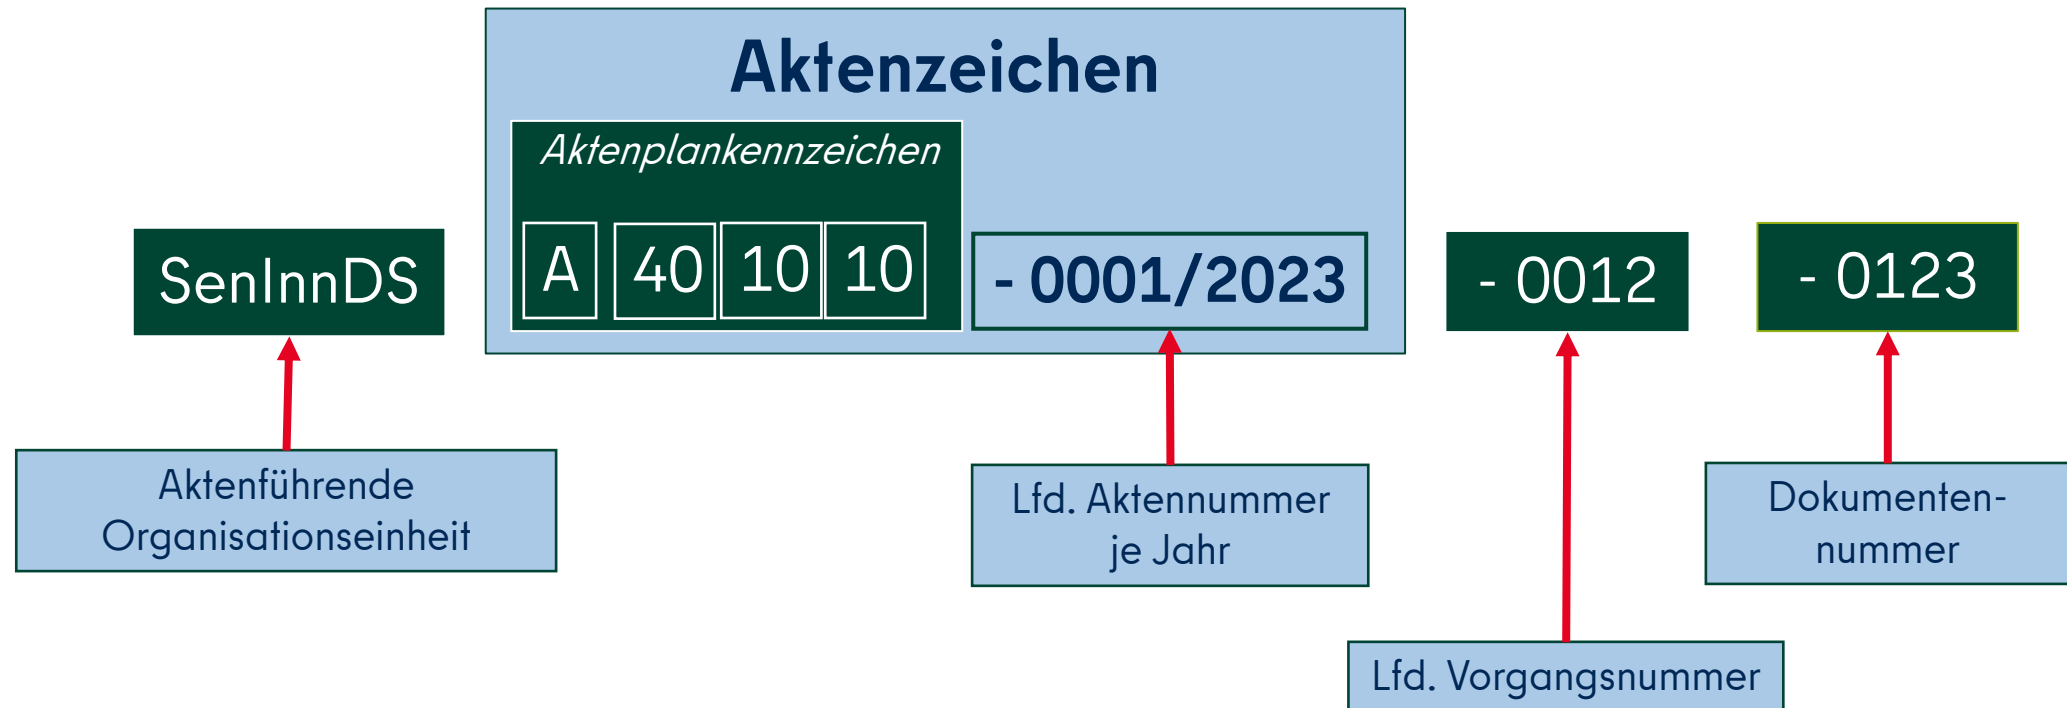 Aktenzeichen
Aktenplankennzeichen
SenInnDS A 40 10 10 - 0001/2023 - 0012 - 0123
Aktenführende
Organisationseinheit
Lfd. Aktennummer
je Jahr
Dokumenten-
nummer
Lfd. Vorgangsnummer